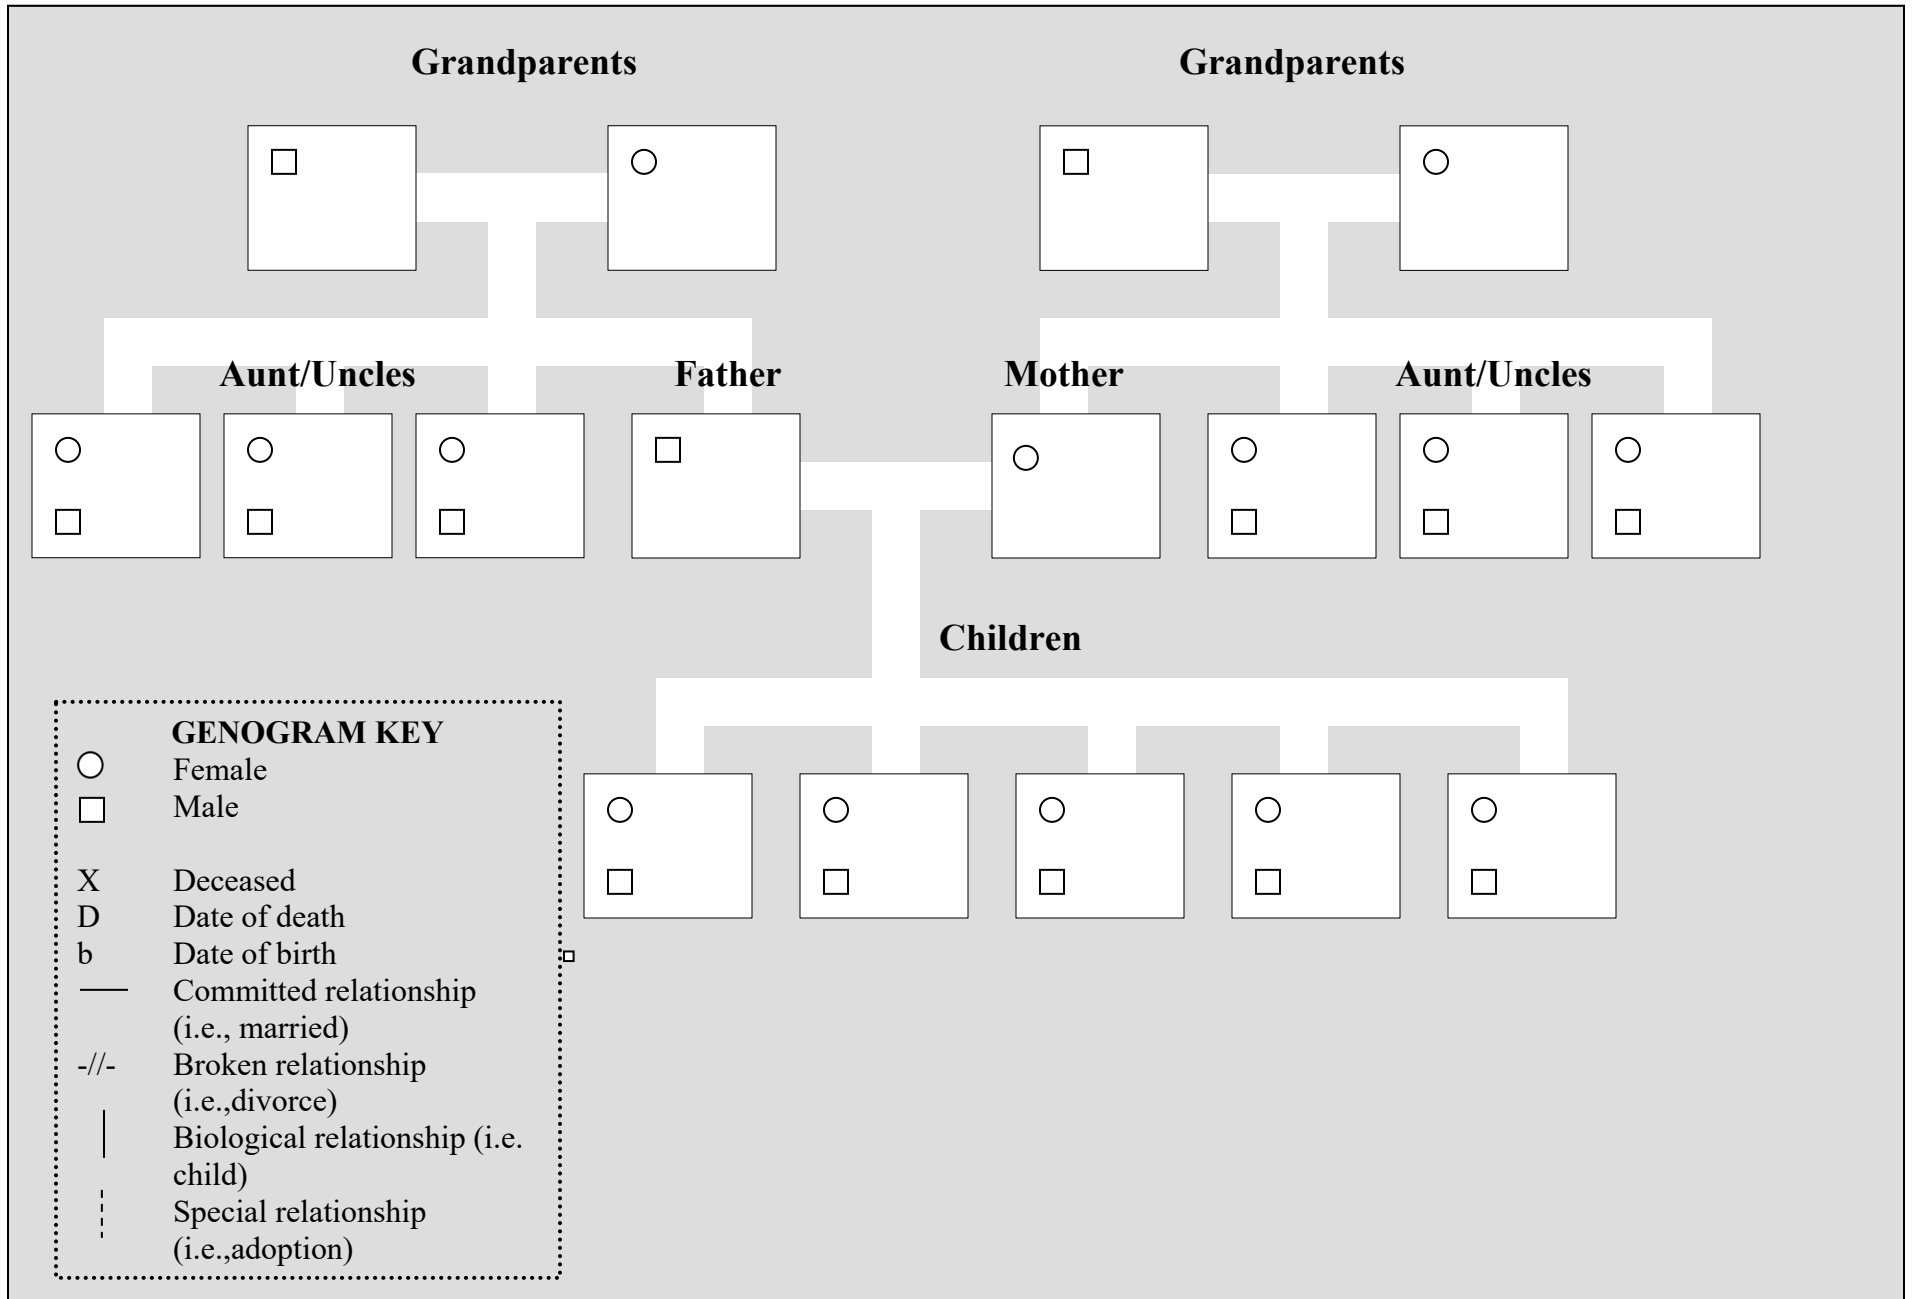 Grandparents
Grandparents
Aunt/Uncles
Father
Mother
Aunt/Uncles
Children
GENOGRAM KEY
Female
Male
X Deceased
D Date of death
b Date of birth
Committed relationship
(i.e., married)
-//- Broken relationship
(i.e.,divorce)
Biological relationship (i.e.
child)
Special relationship
(i.e.,adoption)